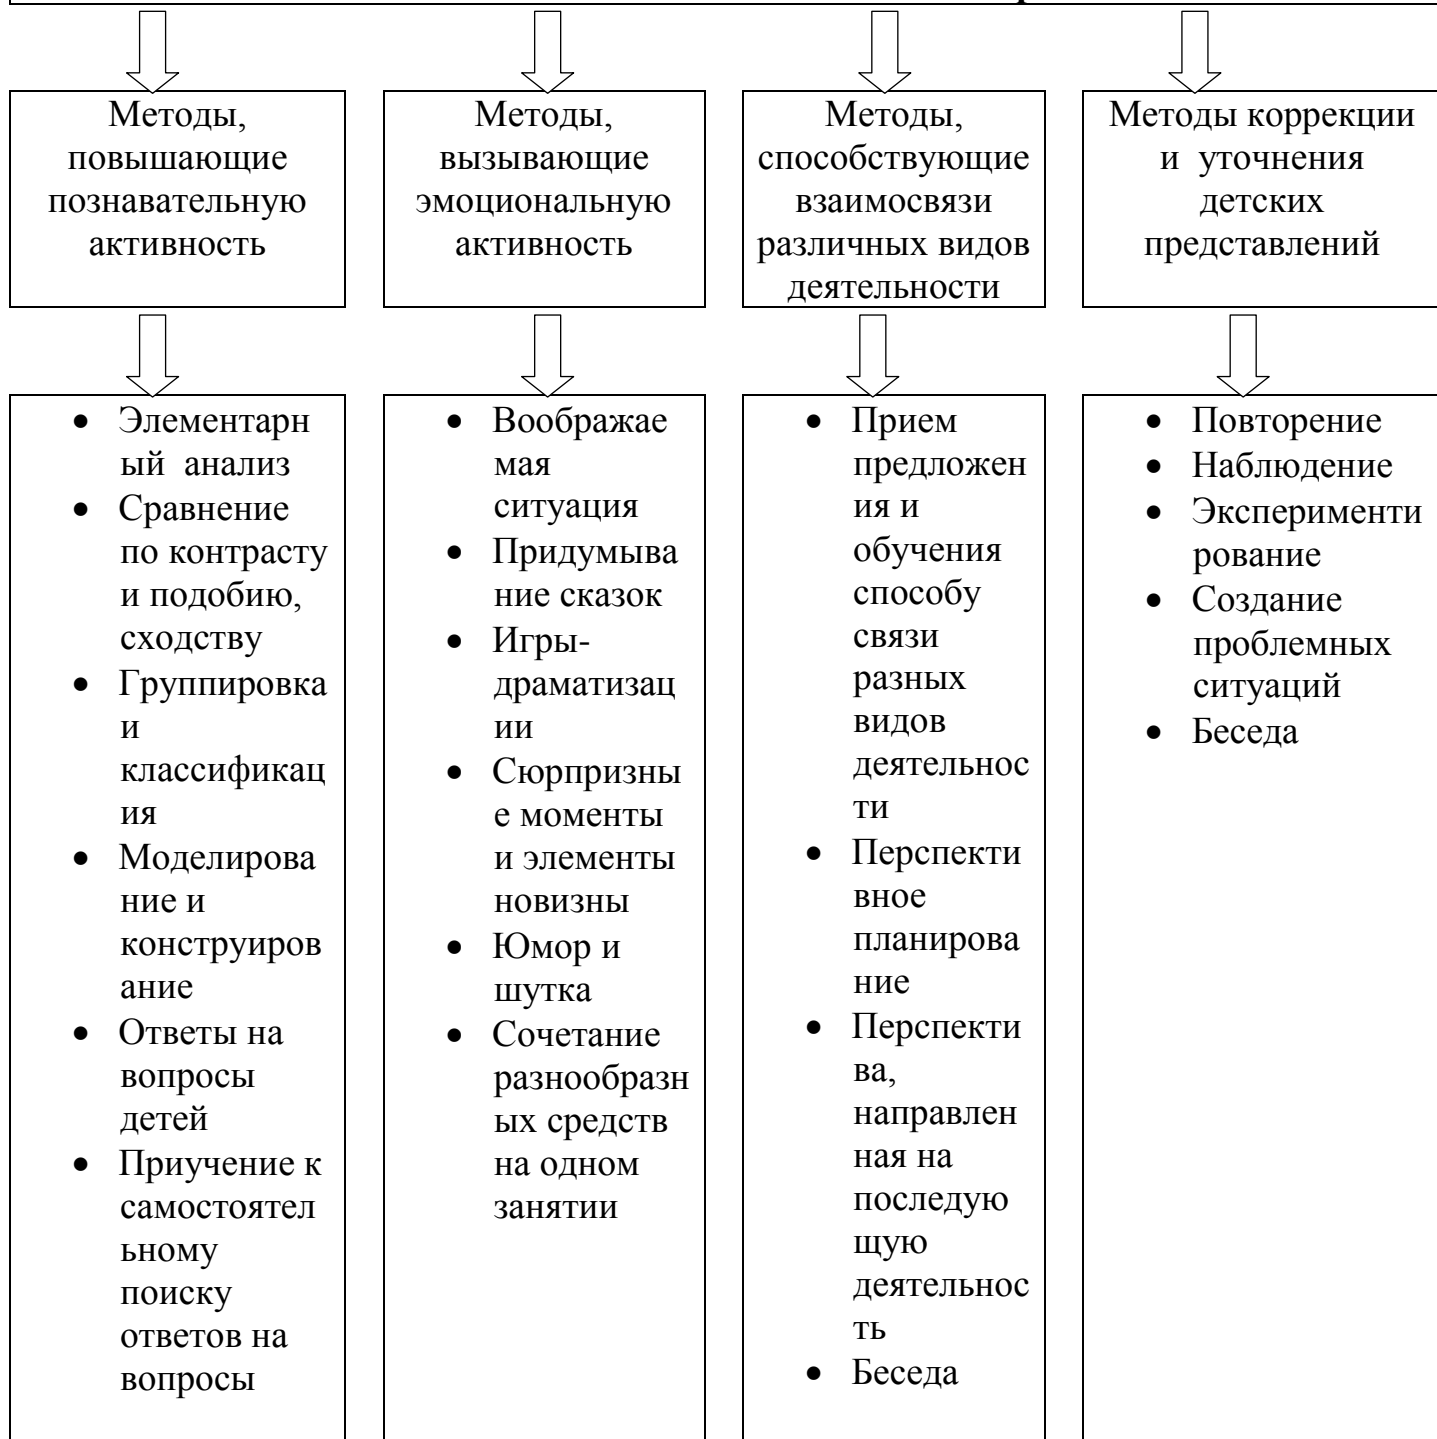 Методы,
повышающие
познавательную
активность
Методы,
вызывающие
эмоциональную
активность
Методы,
способствующие
взаимосвязи
различных видов
деятельности
Методы коррекции
и уточнения
детских
представлений
• Элементарн
ый анализ
• Сравнение
по контрасту
и подобию,
сходству
• Группировка
и
классификац
ия
• Моделирова
ние и
конструиров
ание
• Ответы на
вопросы
детей
• Приучение к
самостоятел
ьному
поиску
ответов на
вопросы
• Воображае
мая
ситуация
• Придумыва
ние сказок
• Игры-
драматизац
ии
• Сюрпризны
е моменты
и элементы
новизны
• Юмор и
шутка
• Сочетание
разнообразн
ых средств
на одном
занятии
• Прием
предложен
ия и
обучения
способу
связи
разных
видов
деятельнос
ти
• Перспекти
вное
планирова
ние
• Перспекти
ва,
направлен
ная на
последую
щую
деятельнос
ть
• Беседа
• Повторение
• Наблюдение
• Эксперименти
рование
• Создание
проблемных
ситуаций
• Беседа